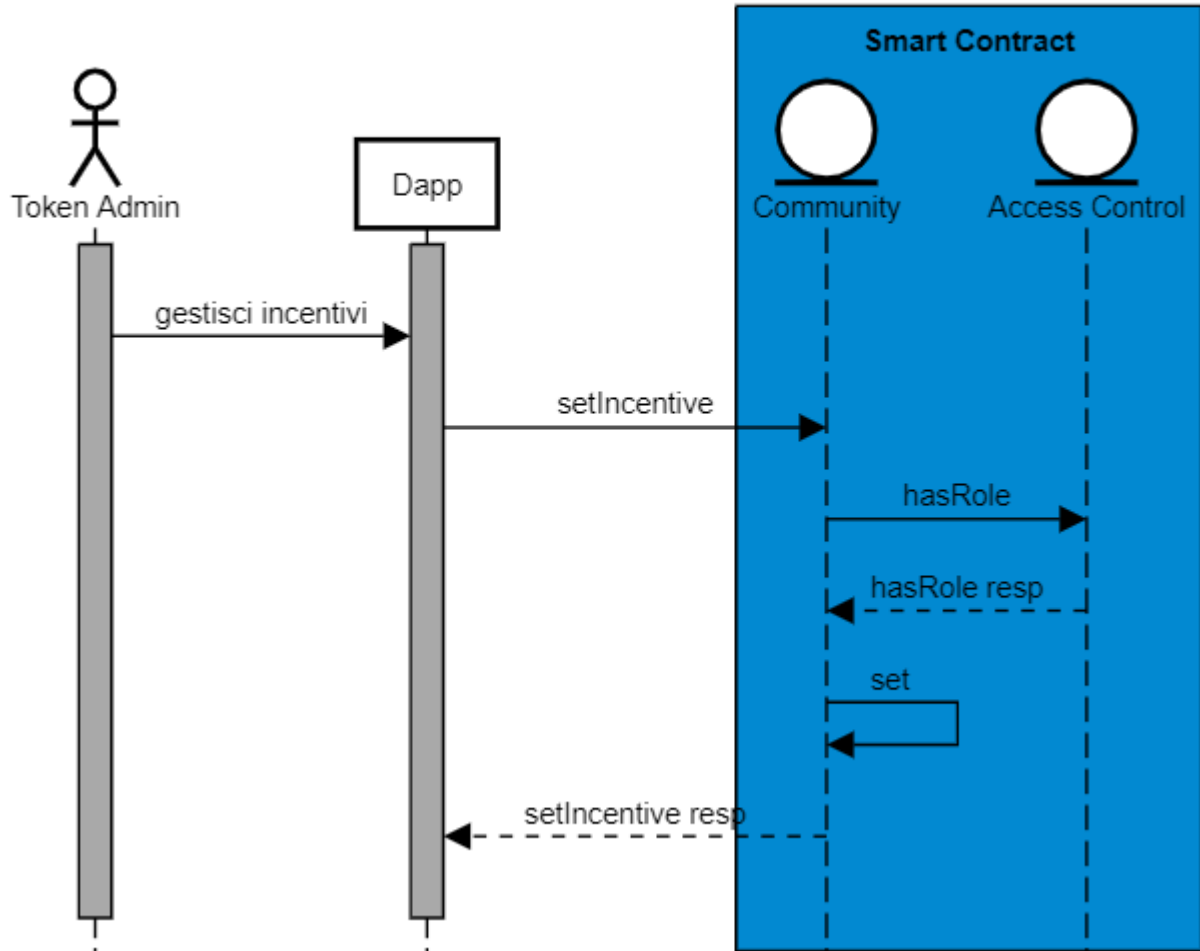 Smart Contract
Token Admin
Dapp
Community
Access Control
gestisci incentivi
setIncentive
hasRole
hasRole resp
set
setIncentive resp